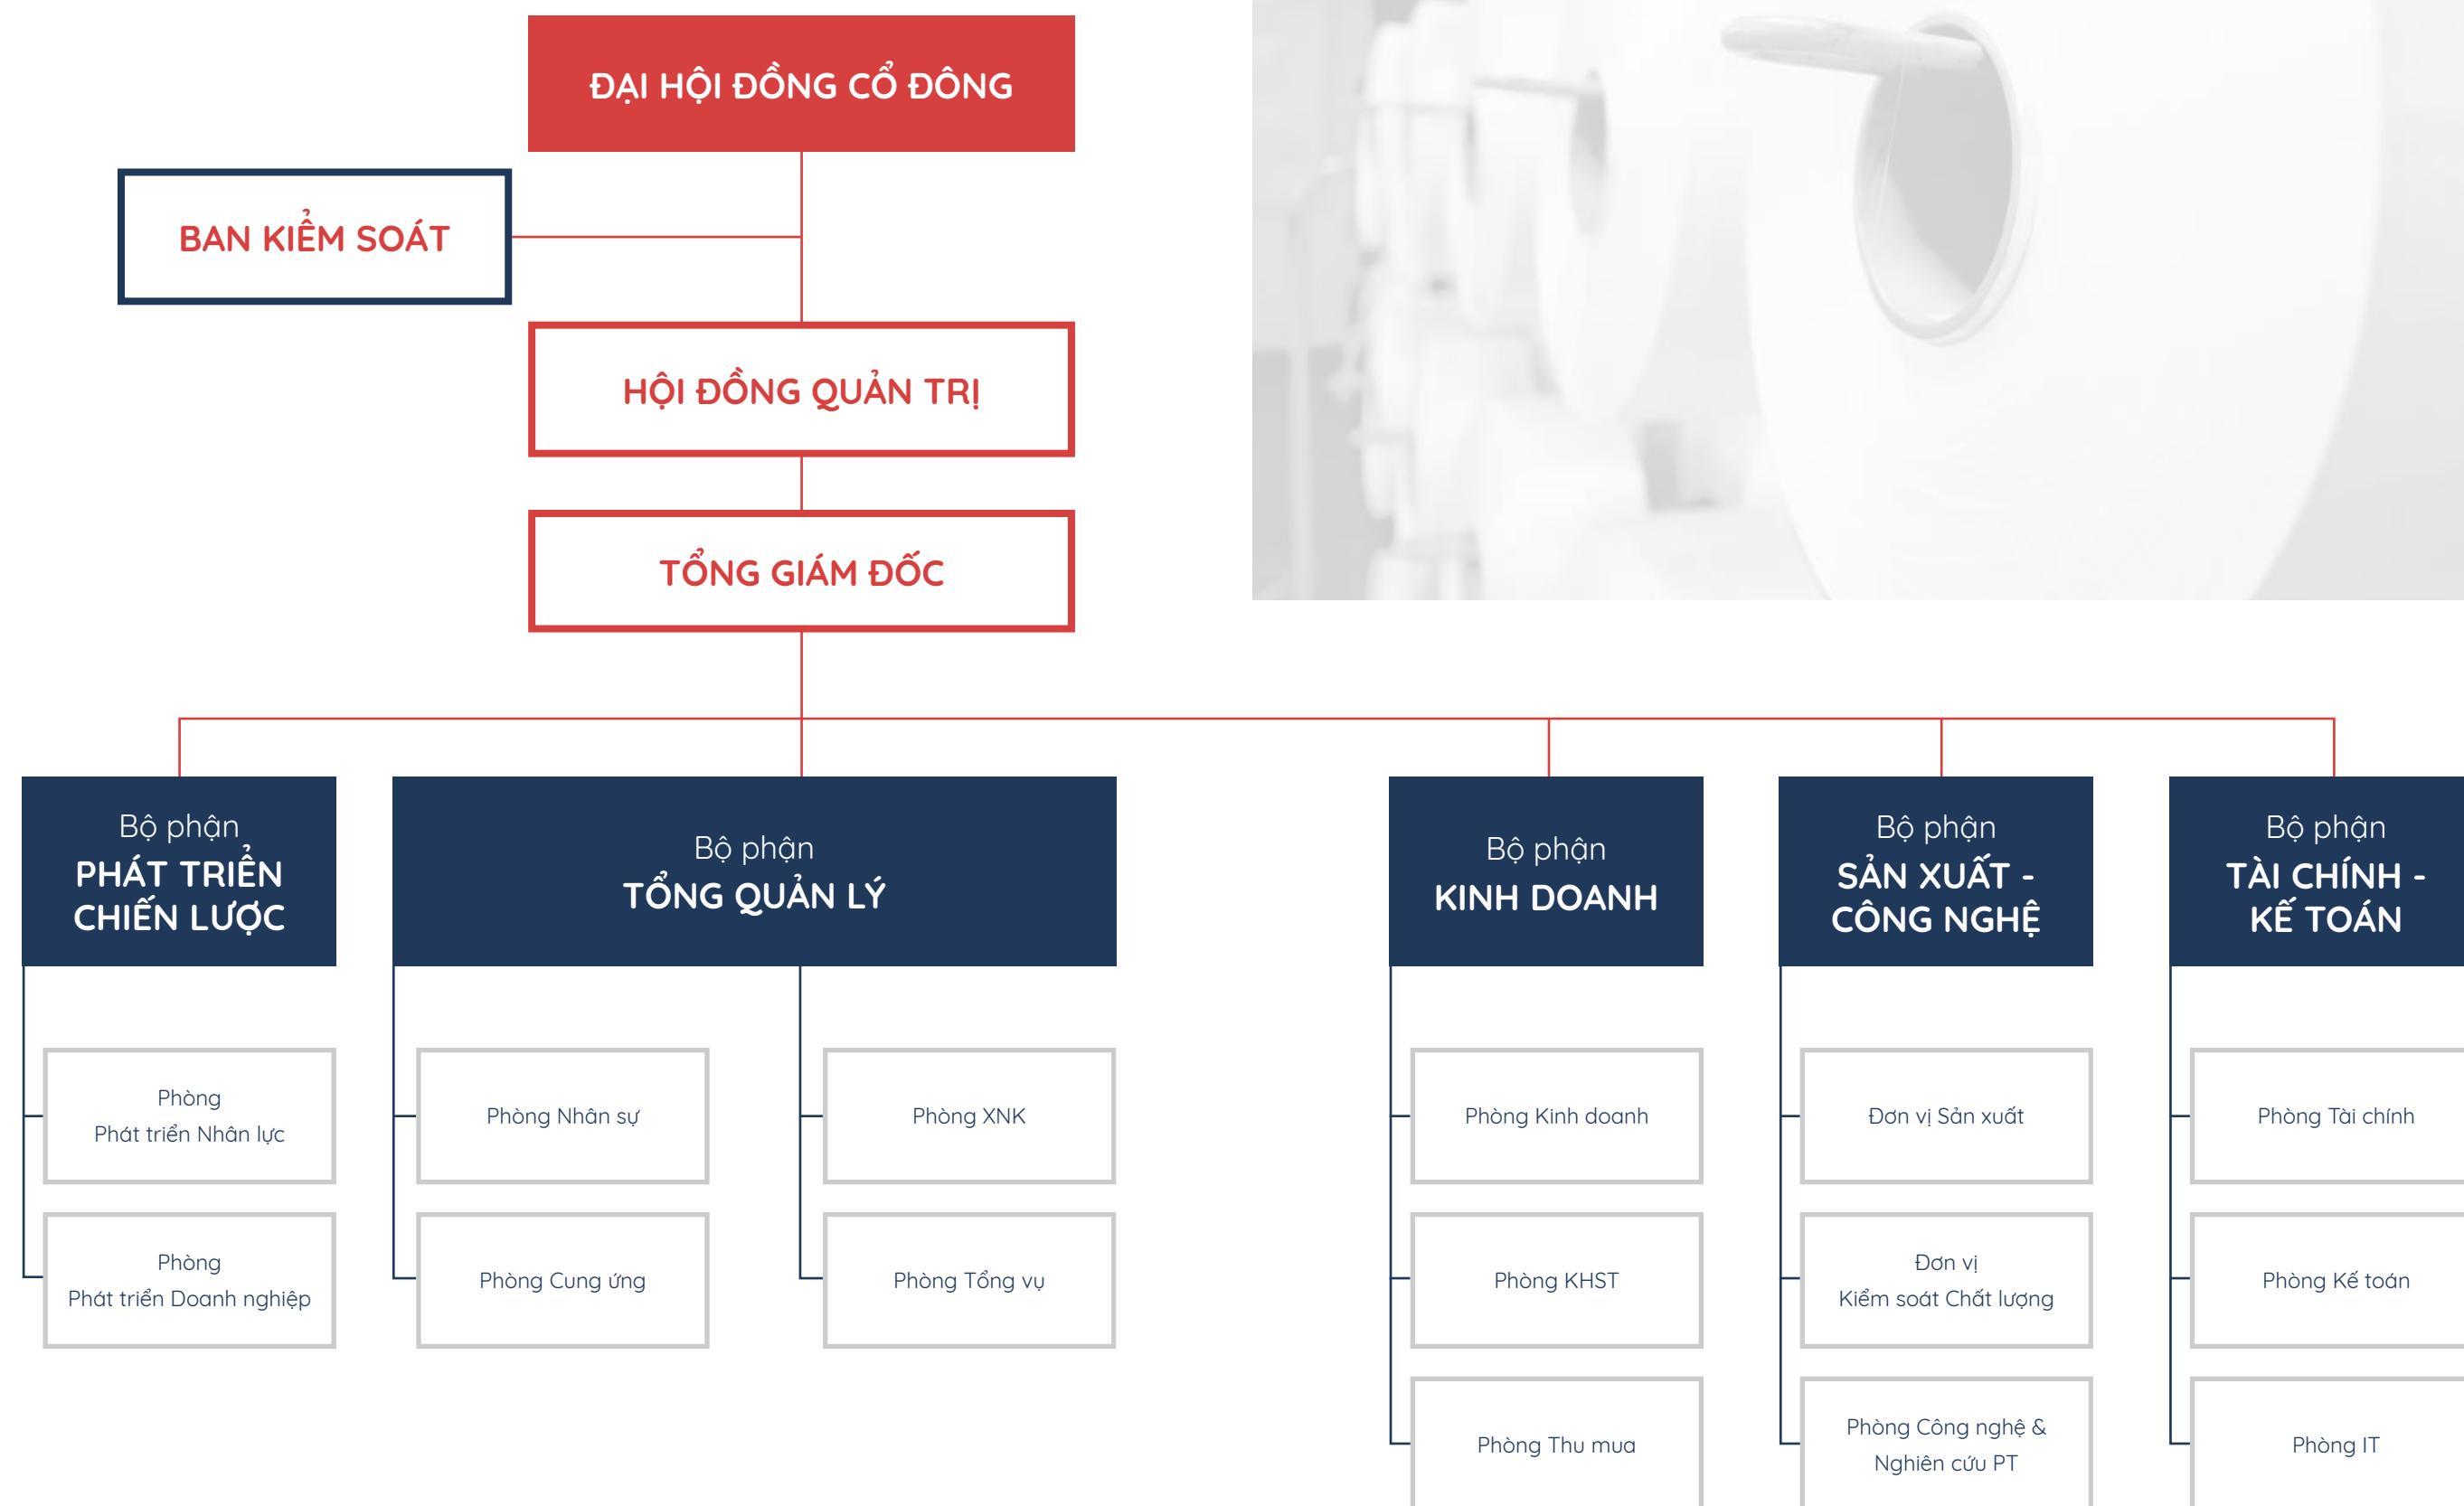 ĐẠI HỘI ĐỒNG CỔ ĐÔNG
BAN KIỂM SOÁT
HỘI ĐỒNG QUẢN TRỊ
TỔNG GIÁM ĐỐC
Bộ phận
PHÁT TRIỂN
CHIẾN LƯỢC
Bộ phận
TỔNG QUẢN LÝ
Bộ phận
KINH DOANH
Bộ phận
SẢN XUẤT -
CÔNG NGHỆ
Bộ phận
TÀI CHÍNH -
KẾ TOÁN
Phòng
Phát triển Nhân lực
Phòng Nhân sự
Phòng XNK
Phòng Kinh doanh
Đơn vị Sản xuất
Phòng Tài chính
Phòng
Phát triển Doanh nghiệp
Phòng Cung ứng
Phòng Tổng vụ
Phòng KHST
Đơn vị
Kiểm soát Chất lượng
Phòng Kế toán
Phòng Thu mua
Phòng Công nghệ &
Nghiên cứu PT
Phòng IT